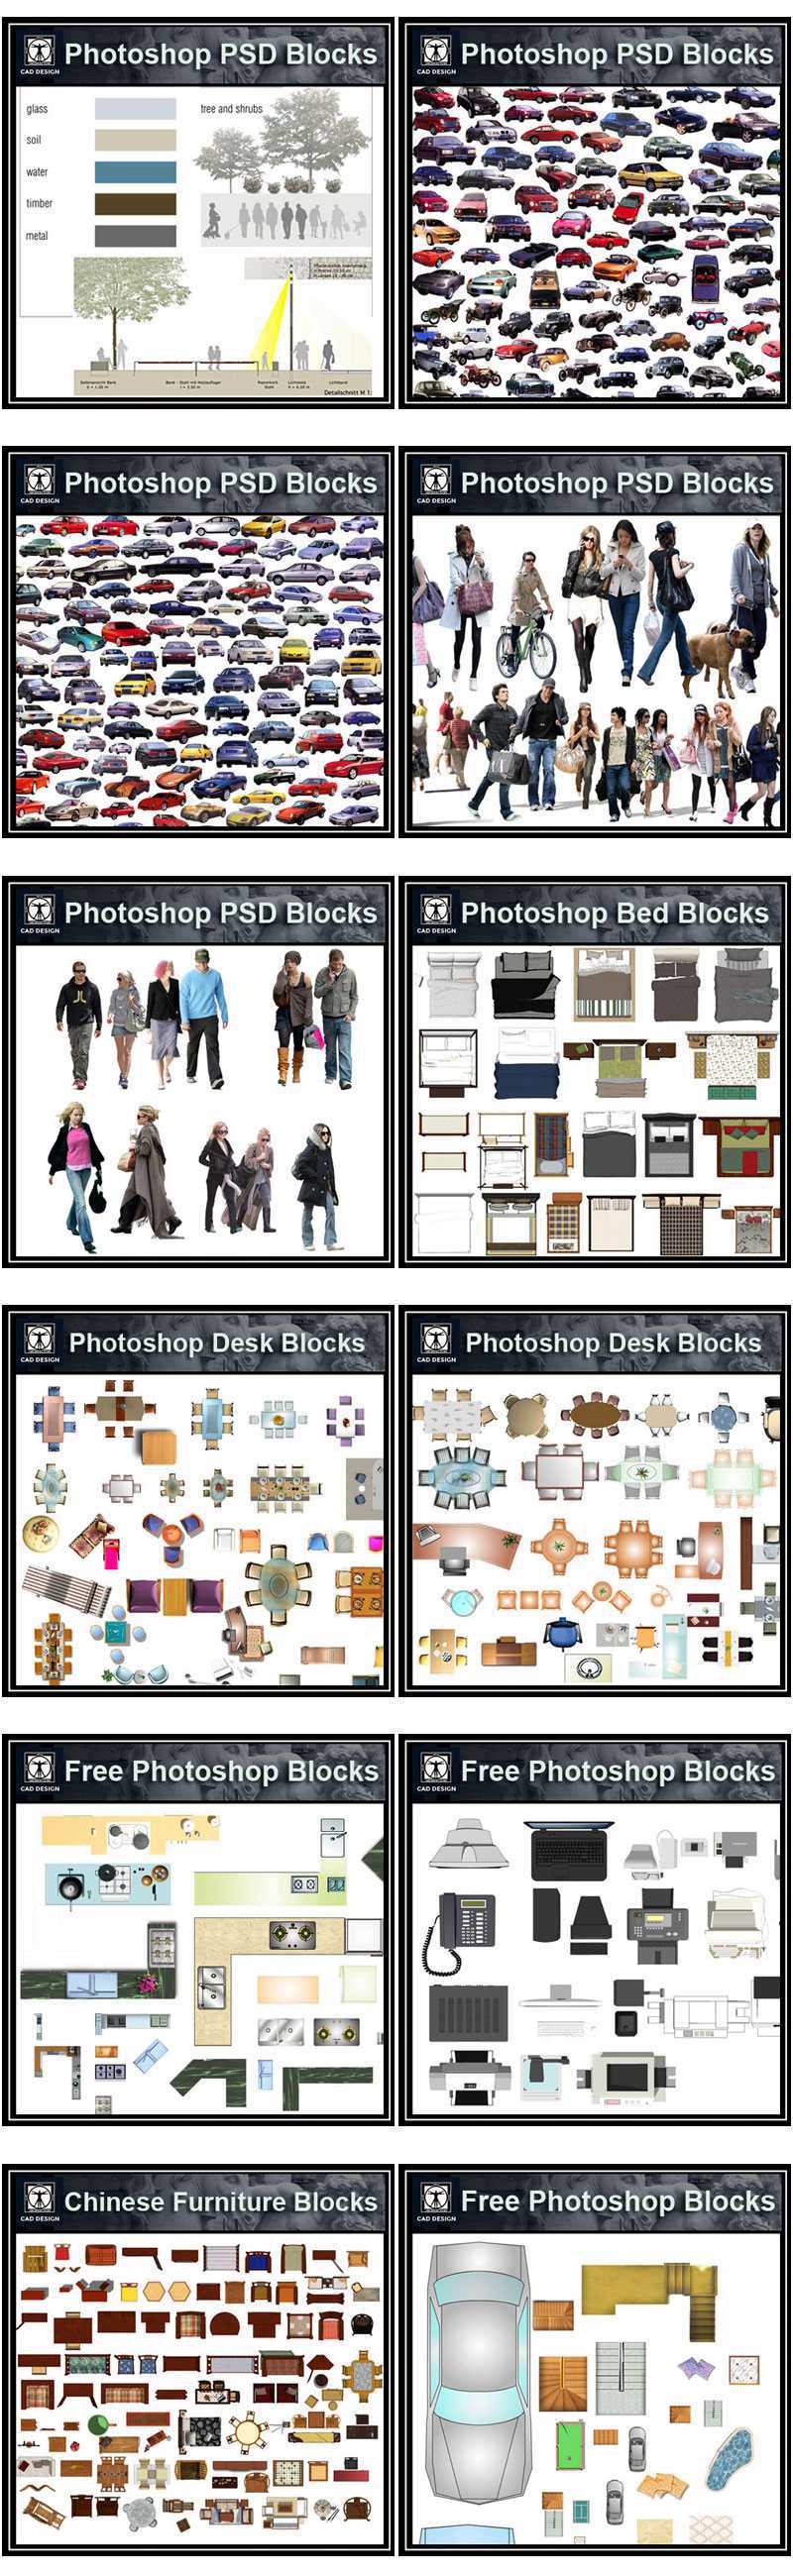 Photoshop PSD Blocks
CAD DESIGN
glass
tree and shrubs
soil
water
timber
metal
Detailschnitt M 1:
Photoshop PSD Blocks
CAD DESIGN
Photoshop PSD Blocks
CAD DESIGN
Photoshop PSD Blocks
CAD DESIGN
Photoshop PSD Blocks
CAD DESIGN
Photoshop Bed Blocks
CAD DESIGN
Photoshop Desk Blocks
CAD DESIGN
Photoshop Desk Blocks
CAD DESIGN
Free Photoshop Blocks
CAD DESIGN
Free Photoshop Blocks
CAD DESIGN
Chinese Furniture Blocks
CAD DESIGN
Free Photoshop Blocks
CAD DESIGN